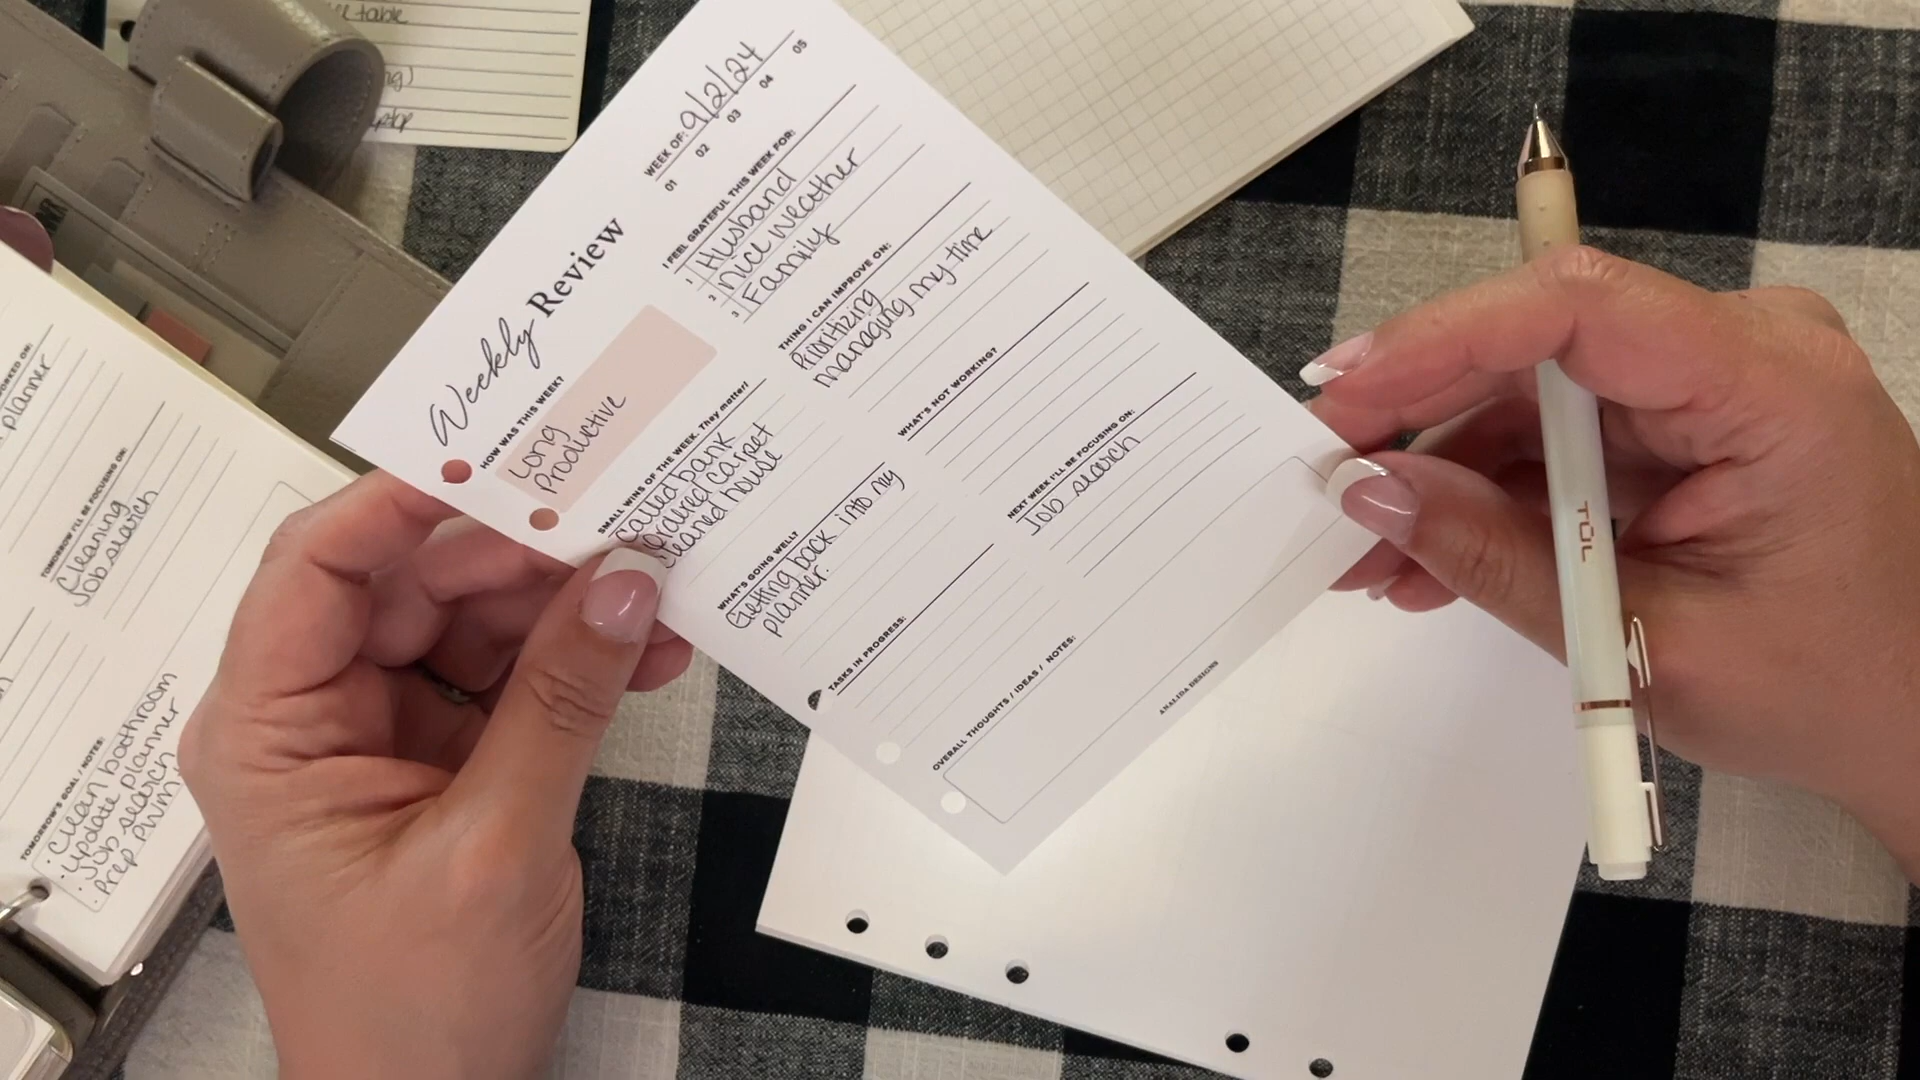 Weekly Review
WEEK OF: 9/2/24
01 02 03 04 05
HOW WAS THIS WEEK?
Long
Productive
I FEEL GRATEFUL THIS WEEK FOR:
1 Husband
2 nice weather
3 Family
SMALL WINS OF THE WEEK. They matter!
Called bank
ordered carpet
cleaned house
THING I CAN IMPROVE ON:
Prioritizing
managing my time
WHAT'S GOING WELL?
Getting back into my
planner.
WHAT'S NOT WORKING?
TASKS IN PROGRESS:
NEXT WEEK I'LL BE FOCUSING ON:
Job search
OVERALL THOUGHTS / IDEAS / NOTES:
ANALIDA DESIGNS
TUL
table
planner
TOMORROW I'LL BE FOCUSING ON:
Cleaning
Job search
TOMORROW'S GOAL / NOTES:
· Clean bathroom
· update planner
· Job search
· Prep PWM